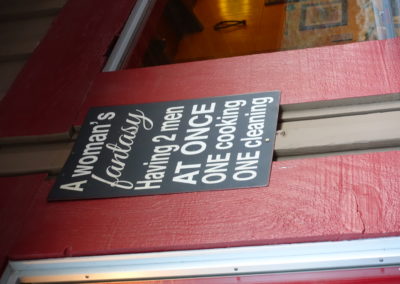 A woman's
fantasy
Having 2 men
AT ONCE
ONE cooking
ONE cleaning